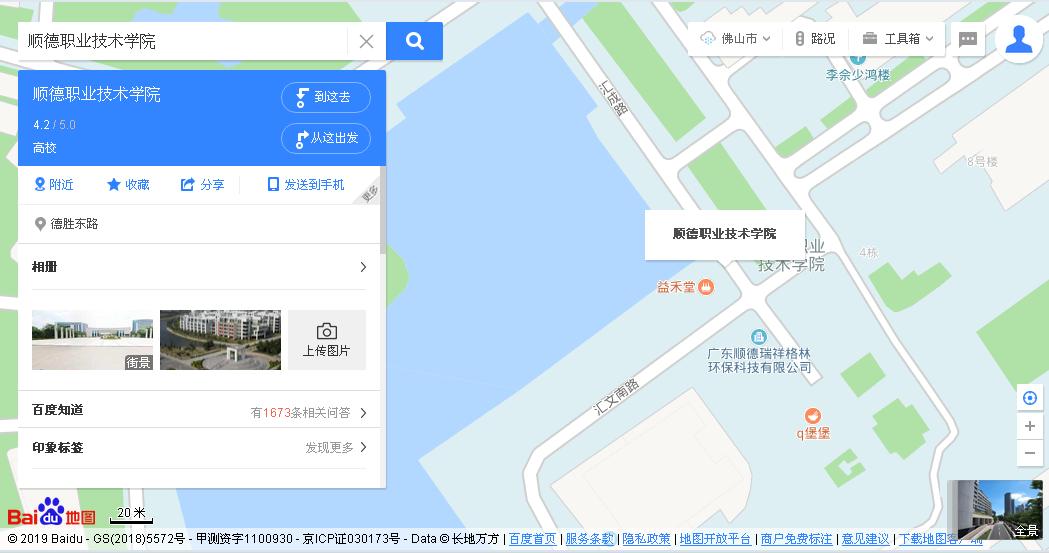 顺德职业技术学院
佛山市
路况
工具箱
顺德职业技术学院
到这去
4.2 / 5.0
从这出发
高校
附近
收藏
分享
发送到手机
更多
德胜东路
相册
街景
上传图片
百度知道
有1673条相关问答
印象标签
发现更多
李余少鸿楼
汇成路
8号楼
顺德职业技术学院
职业
技术学院
4栋
益禾堂
广东顺德瑞祥格林
环保科技有限公司
汇文南路
q堡堡
全景
Bai du 地图
20 米
© 2019 Baidu - GS(2018)5572号 - 甲测资字1100930 - 京ICP证030173号 - Data © 长地万方 | 百度首页 | 服务条款 | 隐私政策 | 地图开放平台 | 商户免费标注 | 意见建议 | 下载地图客户端